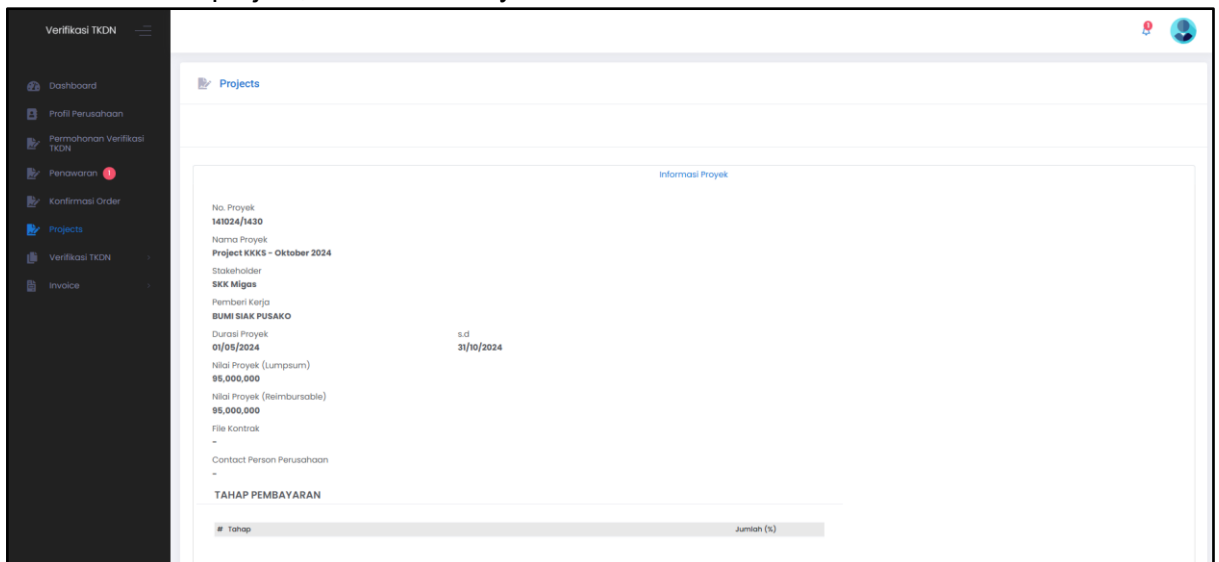 Verifikasi TKDN
1
Dashboard
Profil Perusahaan
Permohonan Verifikasi
TKDN
Penawaran 1
Konfirmasi Order
Projects
Verifikasi TKDN
Invoice
Projects
Informasi Proyek
No. Proyek
141024/1430
Nama Proyek
Project KKKS - Oktober 2024
Stakeholder
SKK Migas
Pemberi Kerja
BUMI SIAK PUSAKO
Durasi Proyek s.d
01/05/2024 31/10/2024
Nilai Proyek (Lumpsum)
95,000,000
Nilai Proyek (Reimbursable)
95,000,000
File Kontrak
-
Contact Person Perusahaan
-
TAHAP PEMBAYARAN
# Tahap Jumlah (%)